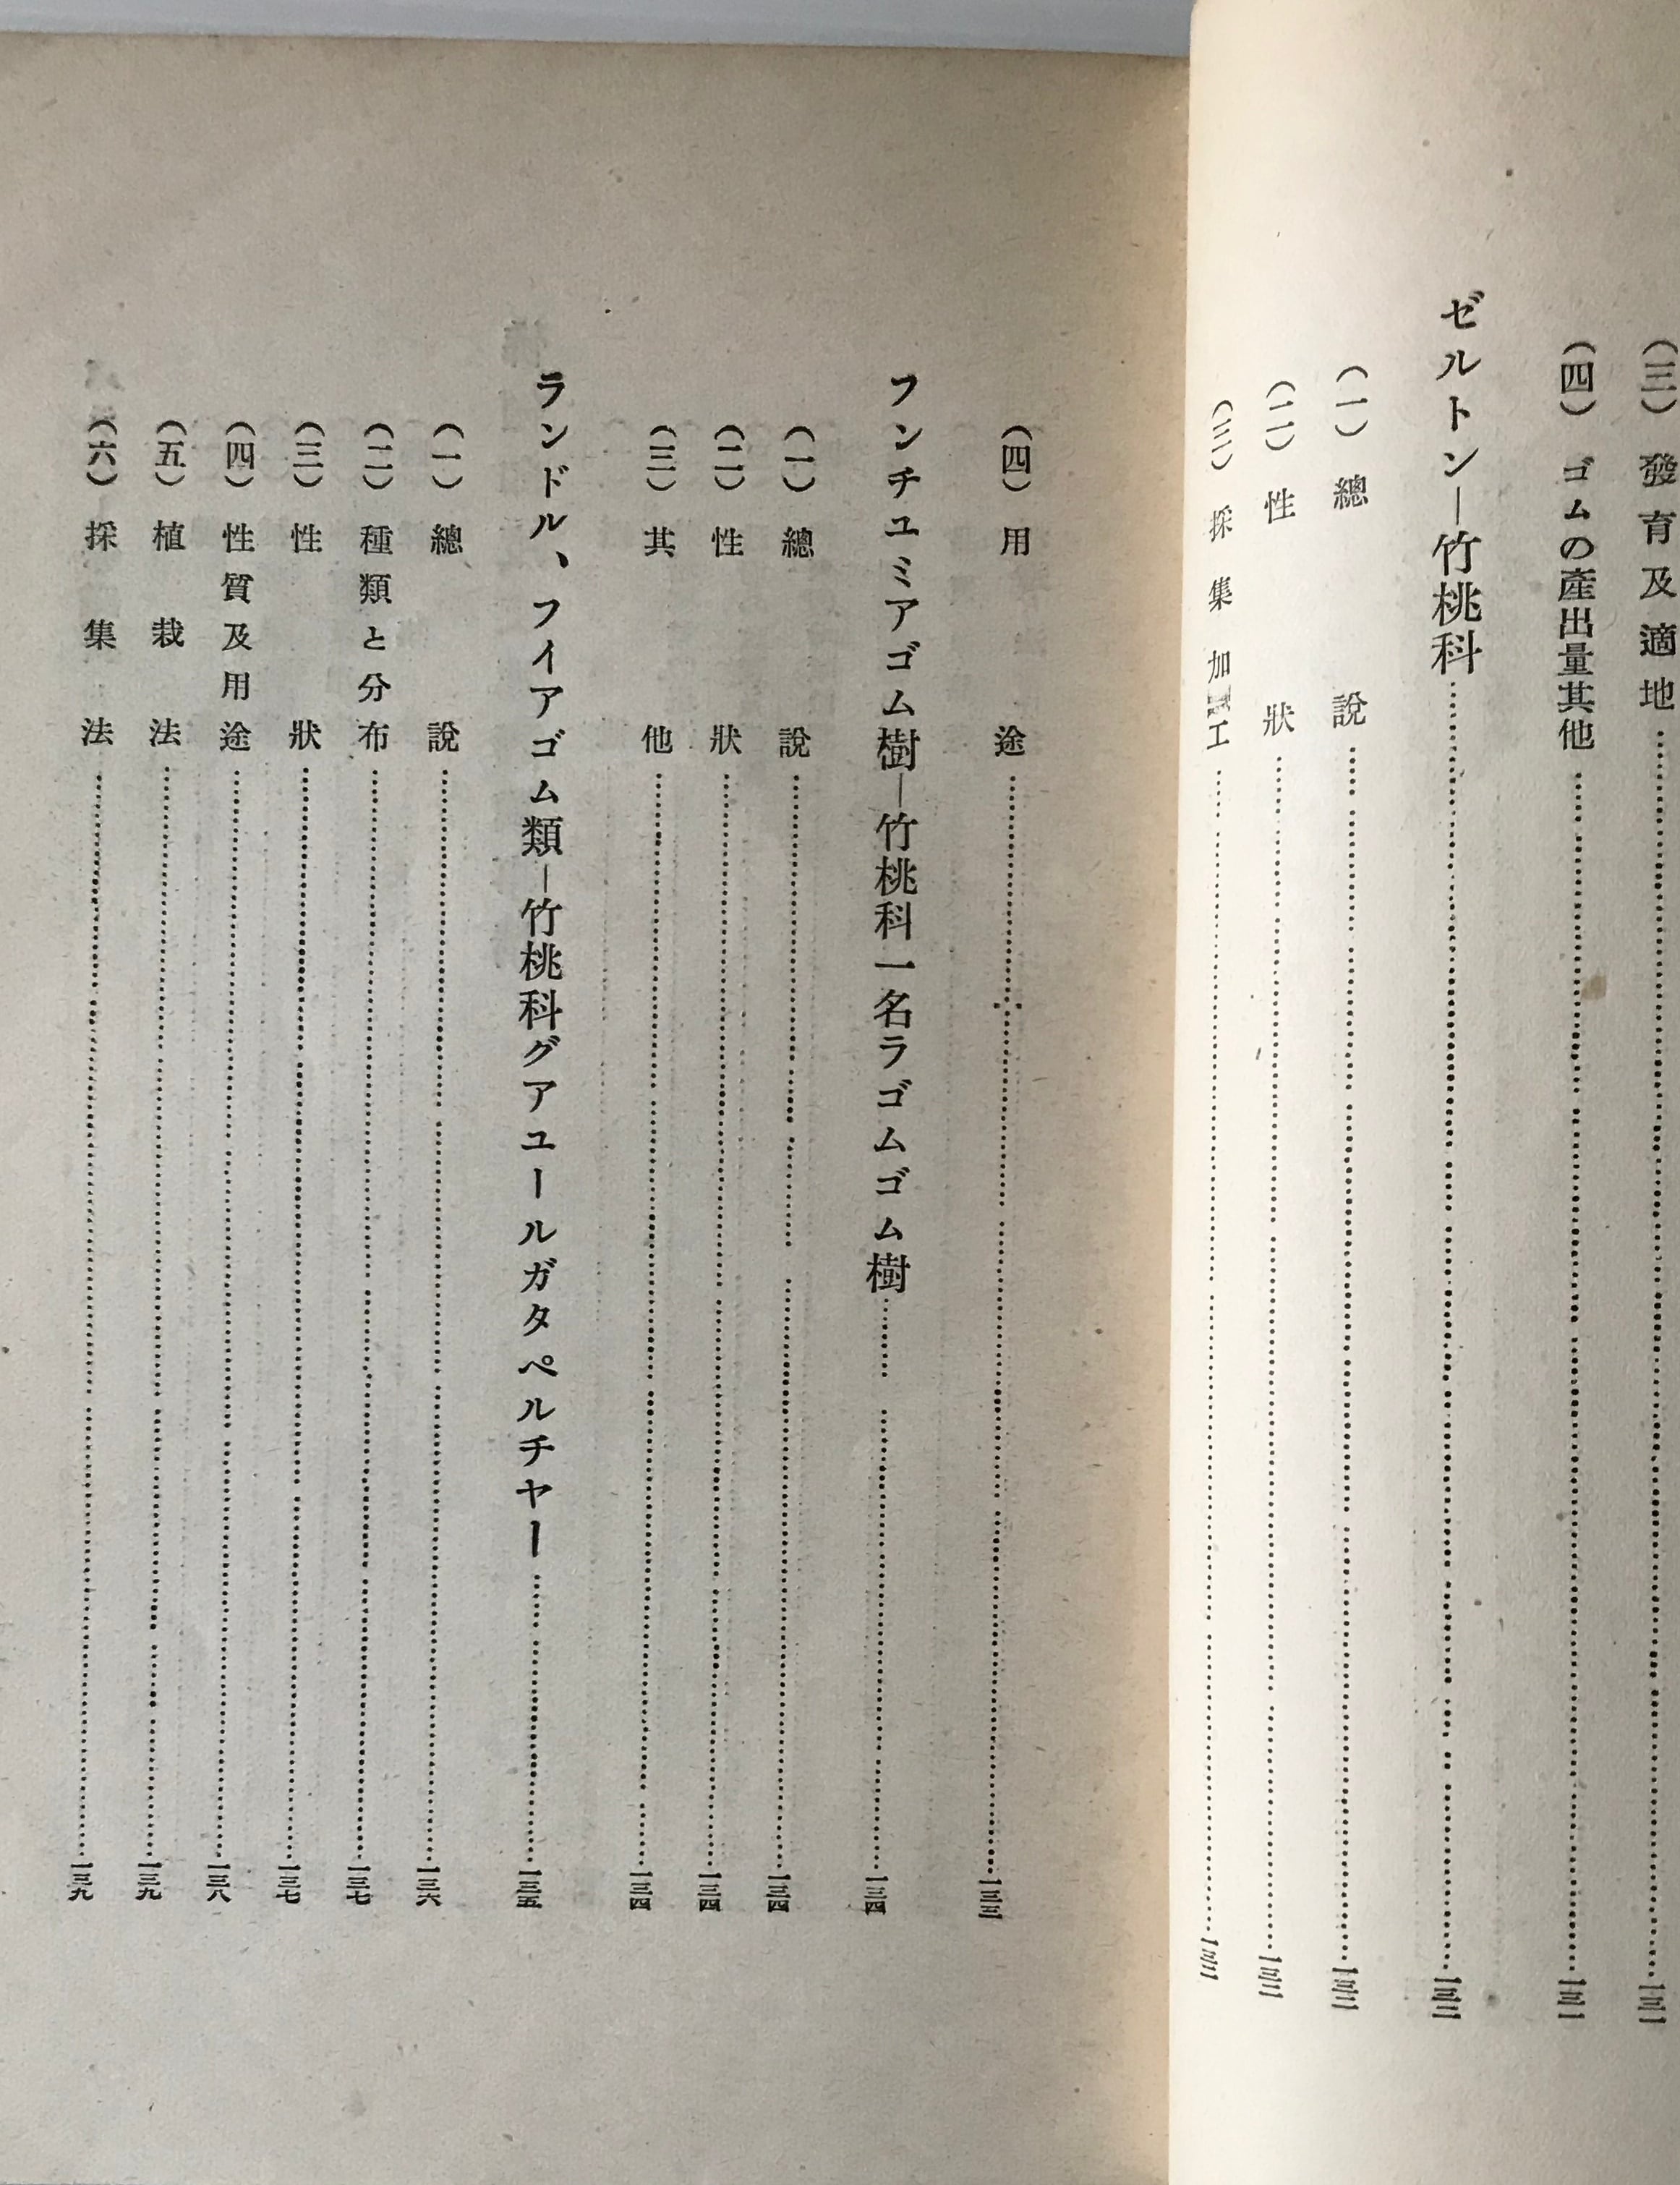 （三）發育及適地…………一三一
（四）ゴムの產出量其他…………一三一
ゼルトン―竹桃科…………一三二
（一）總說…………一三二
（二）性狀…………一三二
（三）採集加工…………一三三
（四）用途…………一三三
フンチユミアゴム樹―竹桃科一名ラゴムゴム樹…………一三四
（一）總說…………一三四
（二）性狀…………一三四
（三）其他…………一三四
ランドル、フイアゴム類―竹桃科グアユールガタペルチヤー…………一三五
（一）總說…………一三六
（二）種類と分布…………一三七
（三）性狀…………一三七
（四）性質及用途…………一三八
（五）植栽法…………一三九
（六）採集法…………一三九